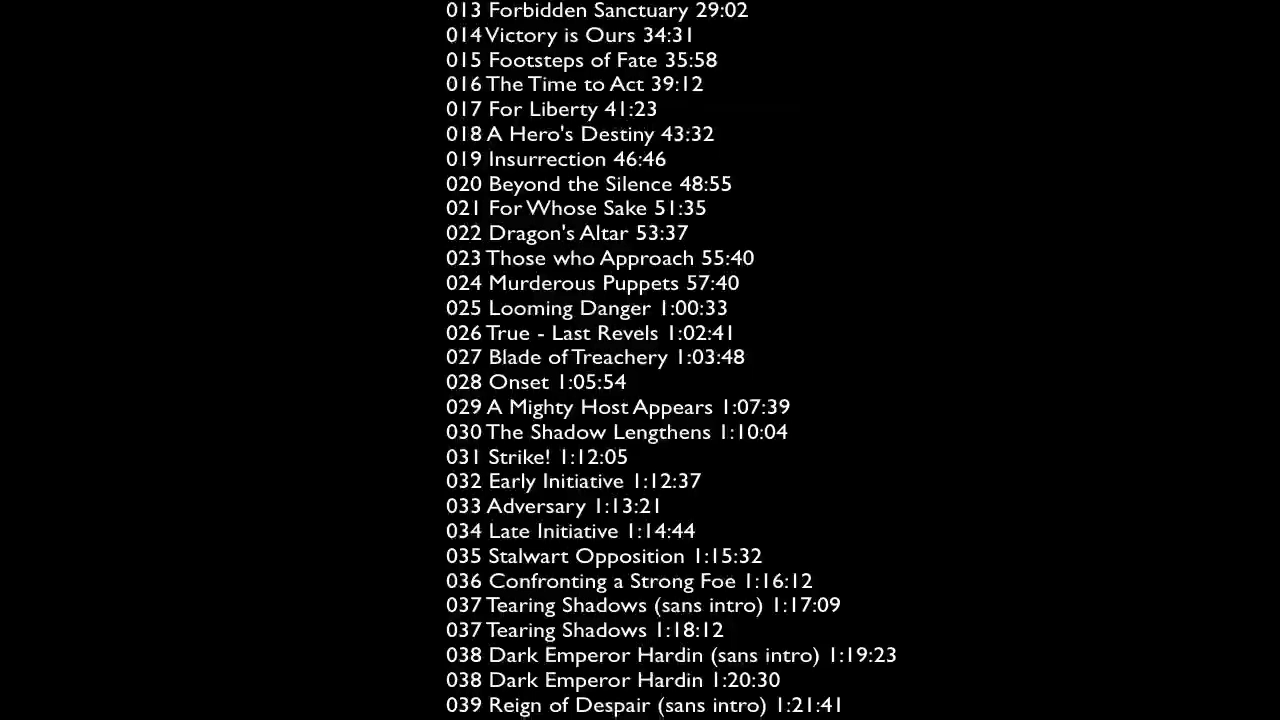 013 Forbidden Sanctuary 29:02
014 Victory is Ours 34:31
015 Footsteps of Fate 35:58
016 The Time to Act 39:12
017 For Liberty 41:23
018 A Hero's Destiny 43:32
019 Insurrection 46:46
020 Beyond the Silence 48:55
021 For Whose Sake 51:35
022 Dragon's Altar 53:37
023 Those who Approach 55:40
024 Murderous Puppets 57:40
025 Looming Danger 1:00:33
026 True - Last Revels 1:02:41
027 Blade of Treachery 1:03:48
028 Onset 1:05:54
029 A Mighty Host Appears 1:07:39
030 The Shadow Lengthens 1:10:04
031 Strike! 1:12:05
032 Early Initiative 1:12:37
033 Adversary 1:13:21
034 Late Initiative 1:14:44
035 Stalwart Opposition 1:15:32
036 Confronting a Strong Foe 1:16:12
037 Tearing Shadows (sans intro) 1:17:09
037 Tearing Shadows 1:18:12
038 Dark Emperor Hardin (sans intro) 1:19:23
038 Dark Emperor Hardin 1:20:30
039 Reign of Despair (sans intro) 1:21:41